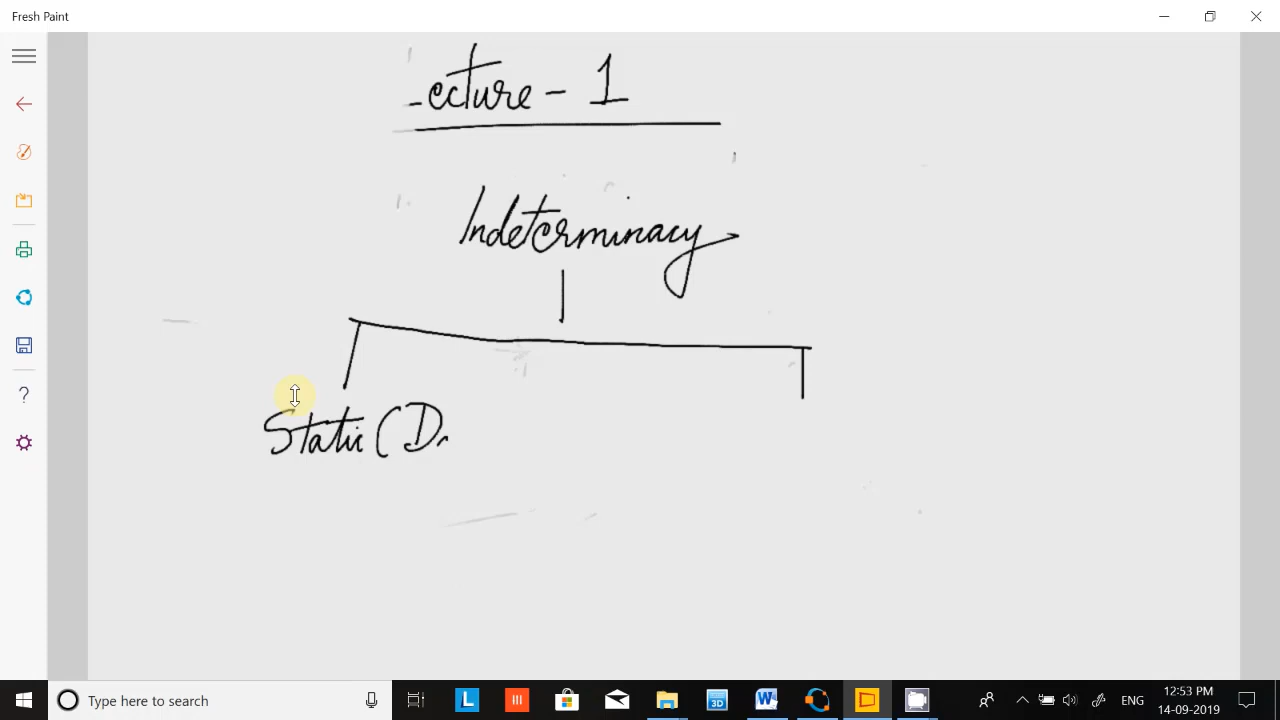 Fresh Paint
ecture - 1
Indeterminacy
Static (D
Type here to search
ENG
12:53 PM
14-09-2019